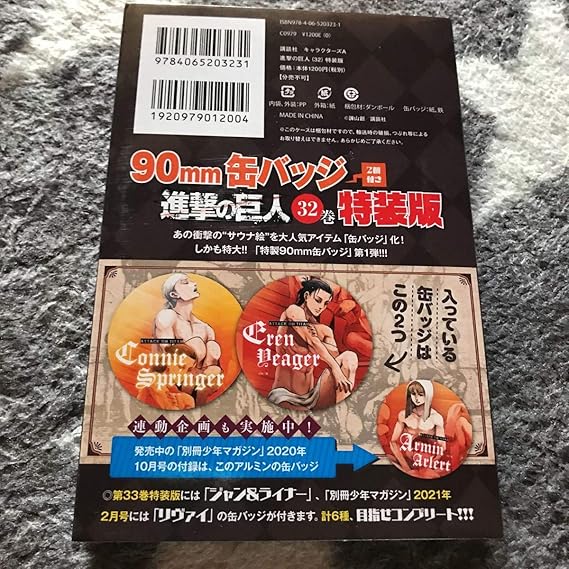 ISBN978-4-06-520323-1
C0979 ¥1200E (0)
9784065203231
1920979012004
講談社 キャラクターズA
進撃の巨人 (32) 特装版
価格：本体1200円(税別)
【分売不可】
内袋、外装：PP 外箱：紙 梱包材：ダンボール 缶バッジ：紙、鉄
MADE IN CHINA
©諫山創／講談社
※このケースは梱包材ですので、輸送時の破損、つぶれ等による
お取り替えはできません。あらかじめご了承ください。
90mm缶バッジ
2個付き
進撃の巨人 32巻 特装版
あの衝撃の“サウナ絵”を大人気アイテム「缶バッジ」化！
しかも特大!! 「特製90mm缶バッジ」第1弾!!!
ATTACK ON TITAN
Connie
Springer
ATTACK ON TITAN
Eren
Yeager
入っている
缶バッジは
この2つ
Armin
Arlert
連動企画も実施中！
発売中の「別冊少年マガジン」2020年
10月号の付録は、このアルミンの缶バッジ
◎第33巻特装版には「ジャン&ライナー」、「別冊少年マガジン」2021年
2月号には「リヴァイ」の缶バッジが付きます。計6種、目指せコンプリート!!!